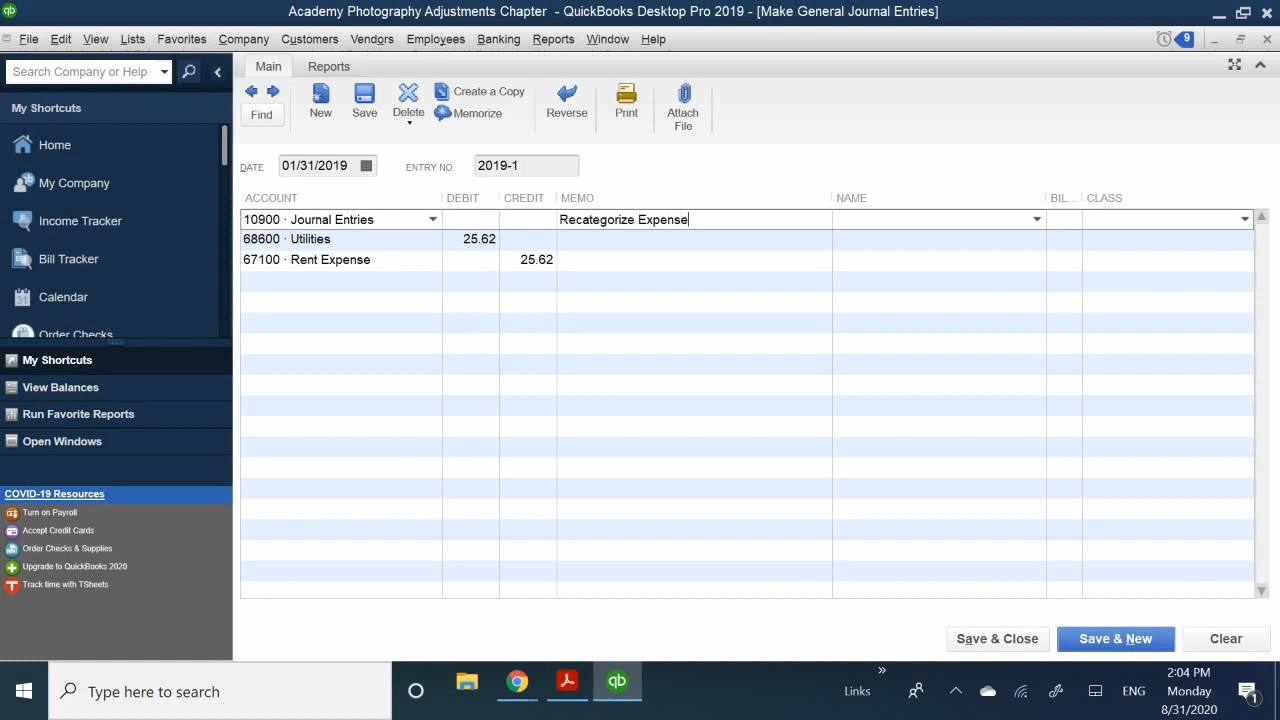 qb Academy Photography Adjustments Chapter - QuickBooks Desktop Pro 2019 - [Make General Journal Entries]
File Edit View Lists Favorites Company Customers Vendors Employees Banking Reports Window Help 9
Search Company or Help
My Shortcuts
Home
My Company
Income Tracker
Bill Tracker
Calendar
Order Checks
My Shortcuts
View Balances
Run Favorite Reports
Open Windows
COVID-19 Resources
Turn on Payroll
Accept Credit Cards
Order Checks & Supplies
Upgrade to QuickBooks 2020
Track time with TSheets
Main Reports
Find New Save Delete Create a Copy Memorize Reverse Print Attach File
DATE 01/31/2019 ENTRY NO. 2019-1
ACCOUNT DEBIT CREDIT MEMO NAME BIL... CLASS
10900 · Journal Entries Recategorize Expense
68600 · Utilities 25.62
67100 · Rent Expense 25.62
Save & Close Save & New Clear
Type here to search qb Links » ENG
2:04 PM
Monday
8/31/2020
1